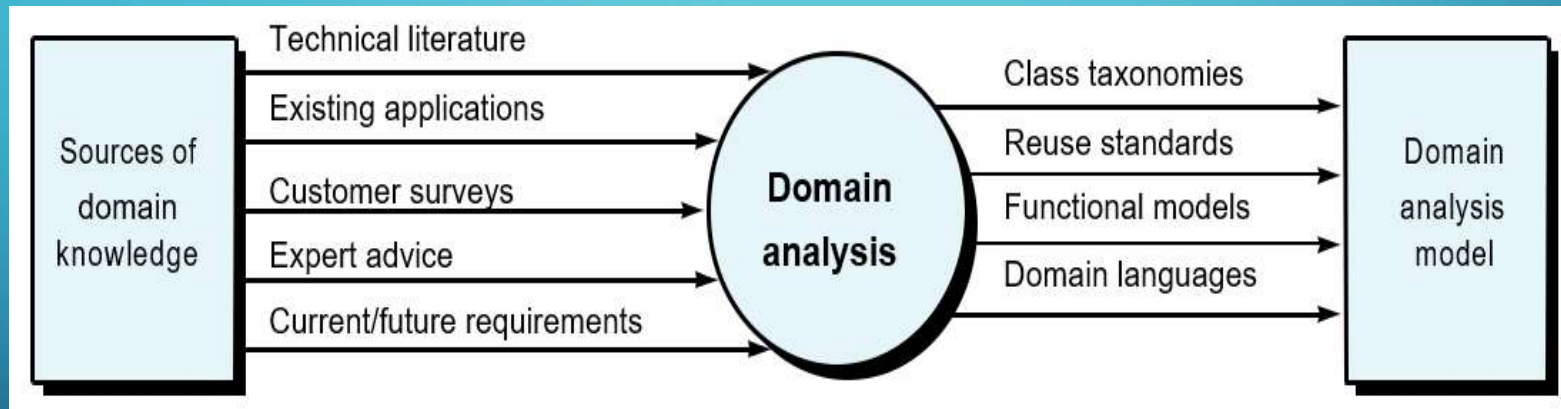 Sources of
domain
knowledge
Technical literature
Existing applications
Customer surveys
Expert advice
Current/future requirements
Domain
analysis
Class taxonomies
Reuse standards
Functional models
Domain languages
Domain
analysis
model